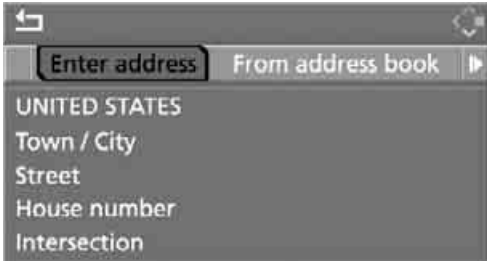 Enter address From address book
UNITED STATES
Town / City
Street
House number
Intersection